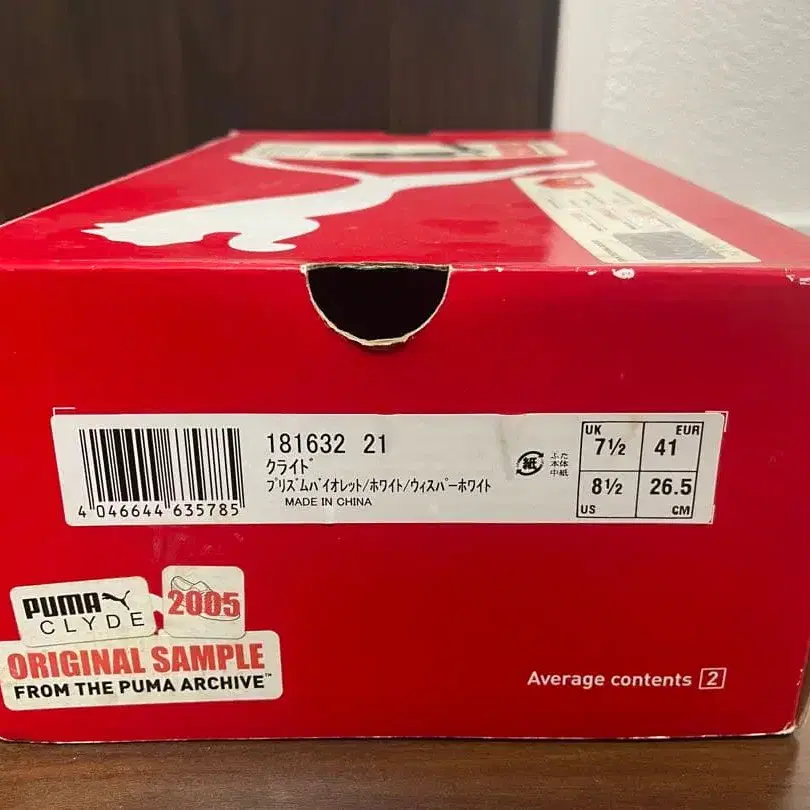 181632 21
クライド
プリズムバイオレット/ホワイト/ウィスパーホワイト
MADE IN CHINA
4 046644 635785
紙
ふた
本体
中紙
UK 7½
EUR 41
8½ US
26.5 CM
PUMA
CLYDE
2005
ORIGINAL SAMPLE
FROM THE PUMA ARCHIVE™
Average contents 2